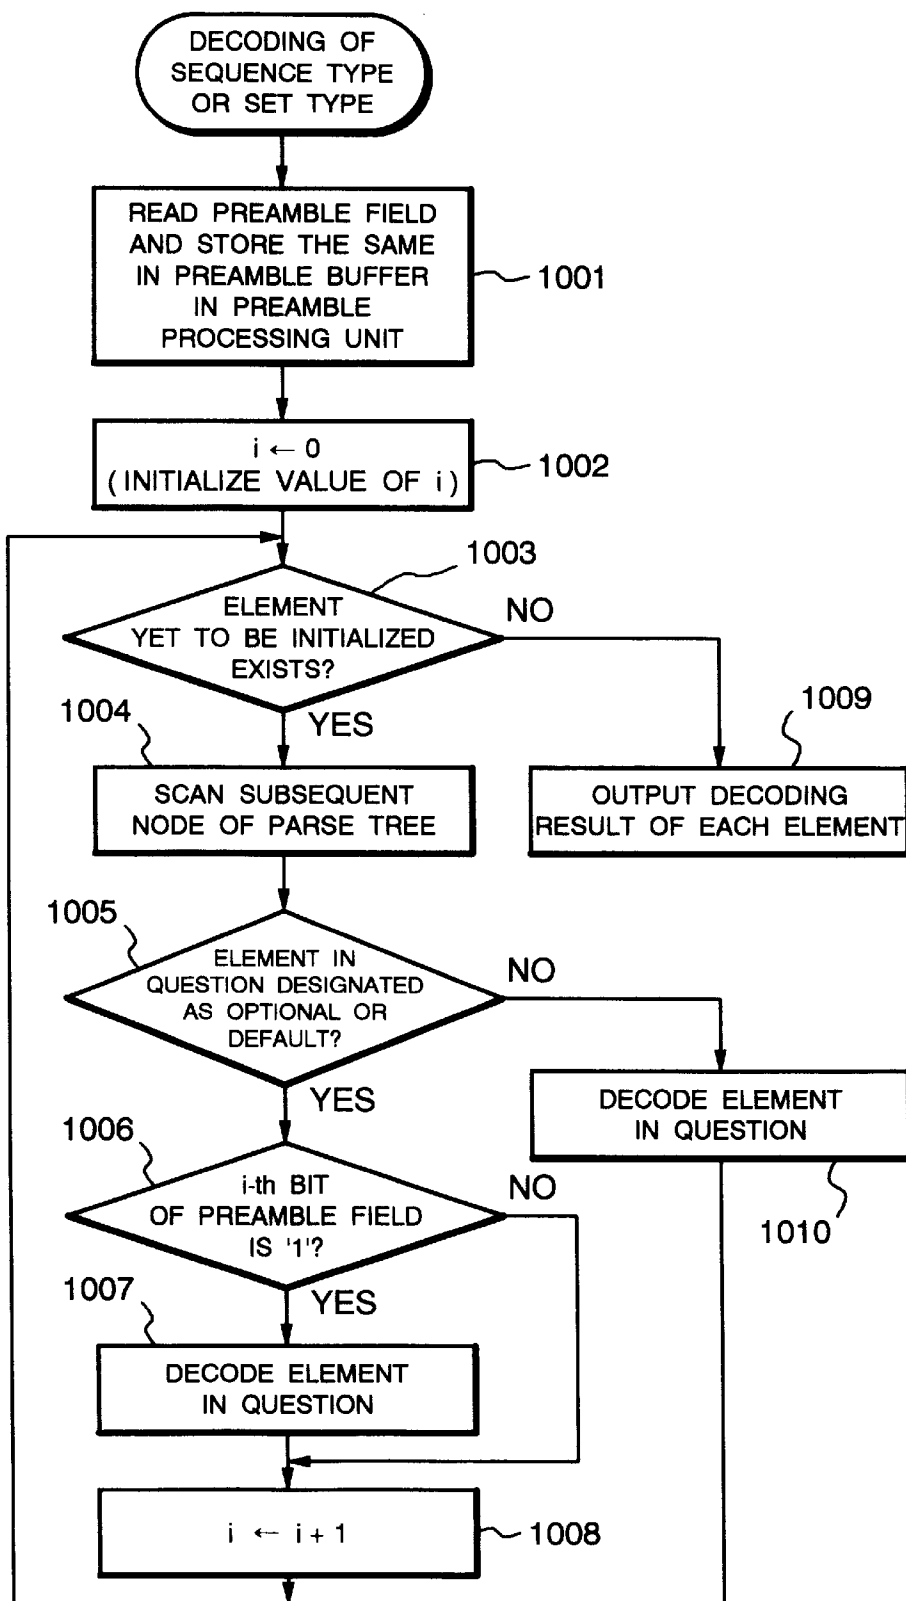 DECODING OF
SEQUENCE TYPE
OR SET TYPE
READ PREAMBLE FIELD
AND STORE THE SAME
IN PREAMBLE BUFFER
IN PREAMBLE
PROCESSING UNIT
1001
i ← 0
(INITIALIZE VALUE OF i)
1002
1003
ELEMENT
YET TO BE INITIALIZED
EXISTS?
NO
YES
1004
SCAN SUBSEQUENT
NODE OF PARSE TREE
1009
OUTPUT DECODING
RESULT OF EACH ELEMENT
1005
ELEMENT IN
QUESTION DESIGNATED
AS OPTIONAL OR
DEFAULT?
NO
YES
DECODE ELEMENT
IN QUESTION
1010
1006
i-th BIT
OF PREAMBLE FIELD
IS '1'?
NO
YES
1007
DECODE ELEMENT
IN QUESTION
i ← i + 1
1008